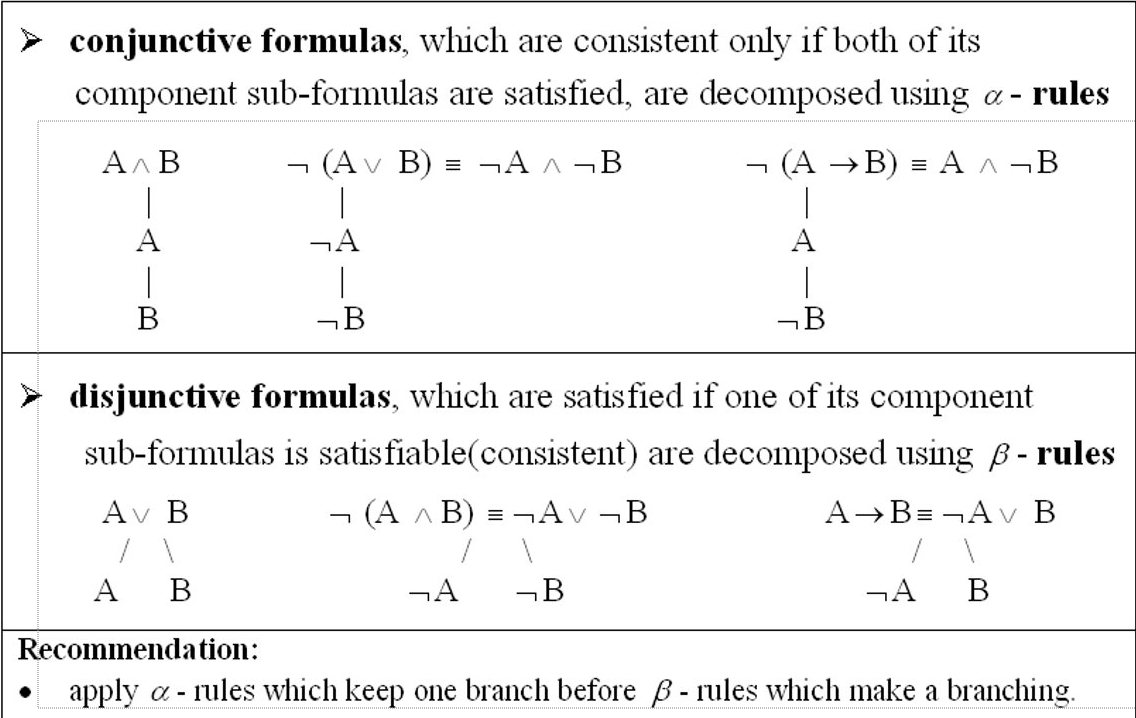 ➢ conjunctive formulas, which are consistent only if both of its
component sub-formulas are satisfied, are decomposed using α - rules
A ∧ B ¬ (A ∨ B) ≡ ¬A ∧ ¬B ¬ (A → B) ≡ A ∧ ¬B
| | |
A ¬A A
| | |
B ¬B ¬B
➢ disjunctive formulas, which are satisfied if one of its component
sub-formulas is satisfiable(consistent) are decomposed using β - rules
A ∨ B ¬ (A ∧ B) ≡ ¬A ∨ ¬B A → B ≡ ¬A ∨ B
/ \ / \ / \
A B ¬A ¬B ¬A B
Recommendation:
• apply α - rules which keep one branch before β - rules which make a branching.